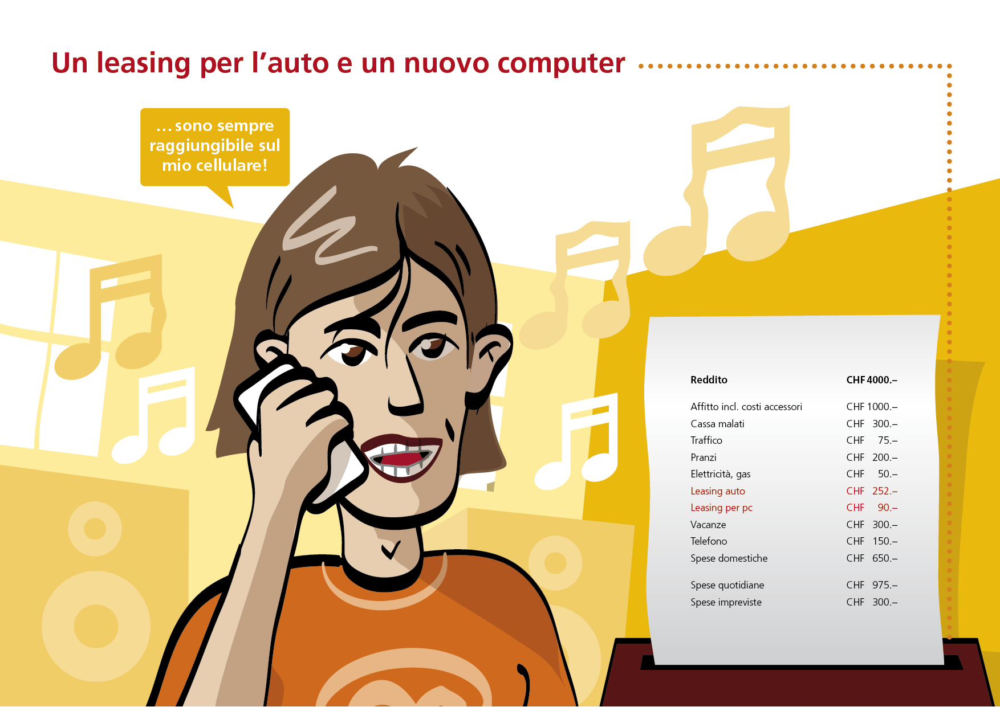 Un leasing per l’auto e un nuovo computer
…sono sempre
raggiungibile sul
mio cellulare!
Reddito CHF 4000.–
Affitto incl. costi accessori CHF 1000.–
Cassa malati CHF 300.–
Traffico CHF 75.–
Pranzi CHF 200.–
Elettricità, gas CHF 50.–
Leasing auto CHF 252.–
Leasing per pc CHF 90.–
Vacanze CHF 300.–
Telefono CHF 150.–
Spese domestiche CHF 650.–
Spese quotidiane CHF 975.–
Spese impreviste CHF 300.–